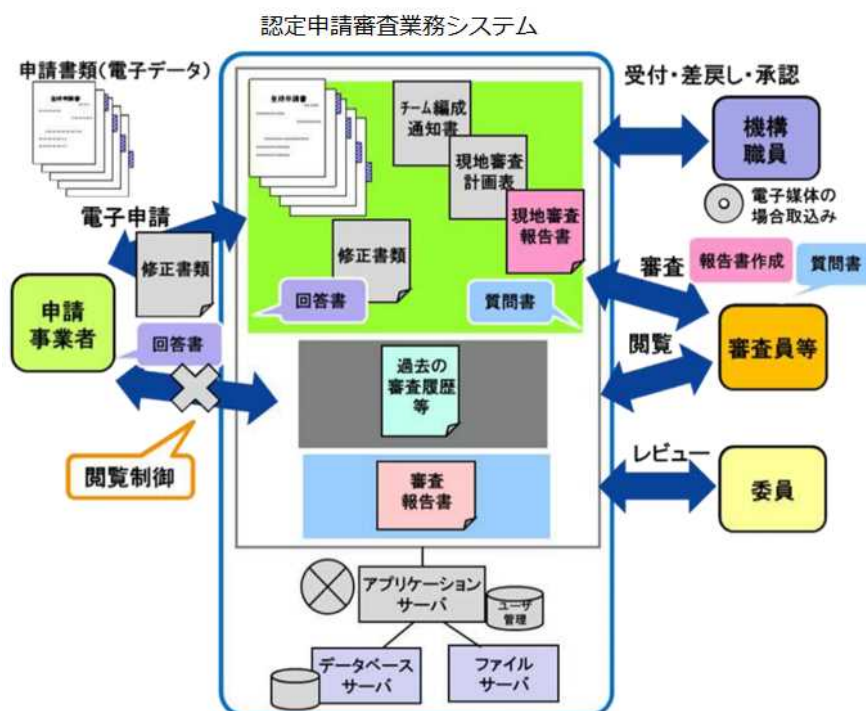 認定申請審査業務システム
申請書類(電子データ)
受付・差戻し・承認
チーム編成
通知書
現地審査
計画表
現地審査
報告書
機構
職員
電子媒体の
場合取込み
電子申請
修正書類
修正書類
回答書
質問書
審査
報告書作成
質問書
申請
事業者
回答書
閲覧
審査員等
過去の
審査履歴
等
閲覧制御
レビュー
委員
審査
報告書
アプリケーション
サーバ
ユーザ
管理
データベース
サーバ
ファイル
サーバ